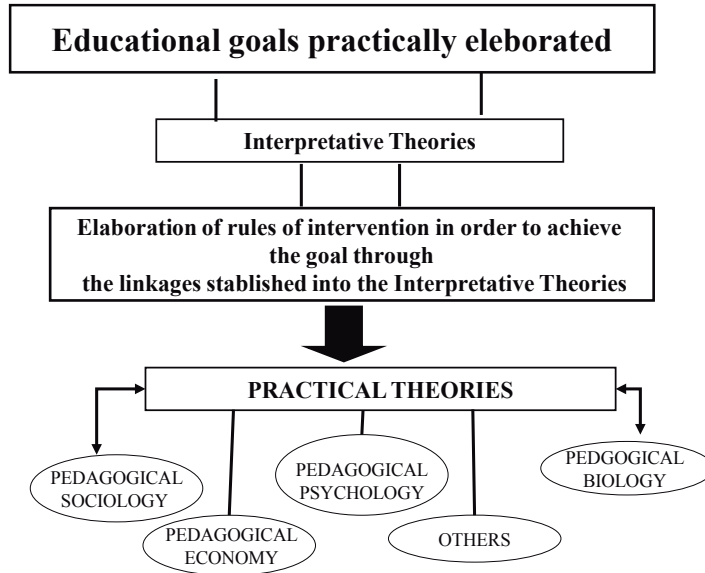 Educational goals practically eleborated
Interpretative Theories
Elaboration of rules of intervention in order to achieve
the goal through
the linkages stablished into the Interpretative Theories
PRACTICAL THEORIES
PEDAGOGICAL
SOCIOLOGY
PEDAGOGICAL
ECONOMY
PEDAGOGICAL
PSYCHOLOGY
OTHERS
PEDGOGICAL
BIOLOGY